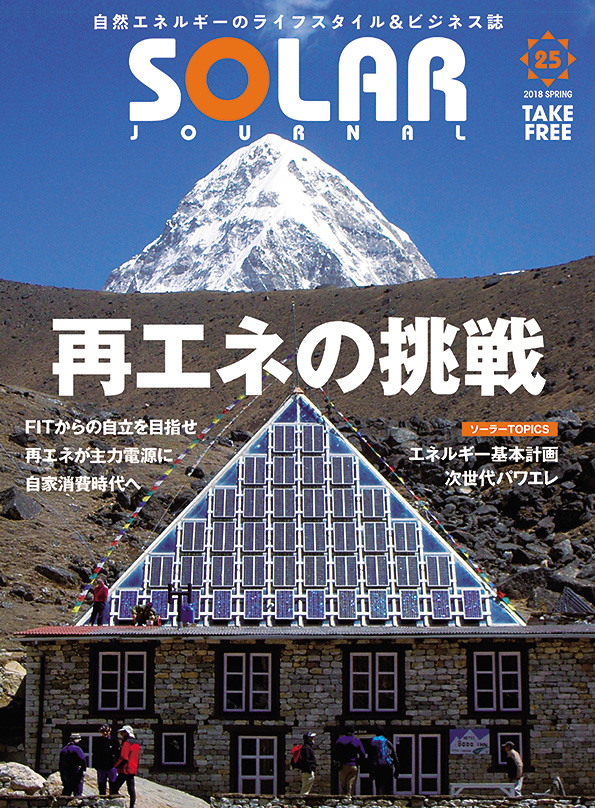 自然エネルギーのライフスタイル&ビジネス誌
SOLAR
JOURNAL
25
2018 SPRING
TAKE
FREE
再エネの挑戦
FITからの自立を目指せ
再エネが主力電源に
自家消費時代へ
ソーラーTOPICS
エネルギー基本計画
次世代パワエレ